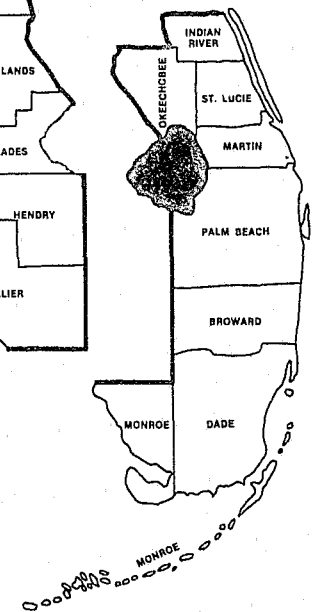 INDIAN
RIVER
OKEECHOBEE
LANDS
ST. LUCIE
MARTIN
ADES
HENDRY
PALM BEACH
LIER
BROWARD
MONROE
DADE
MONROE